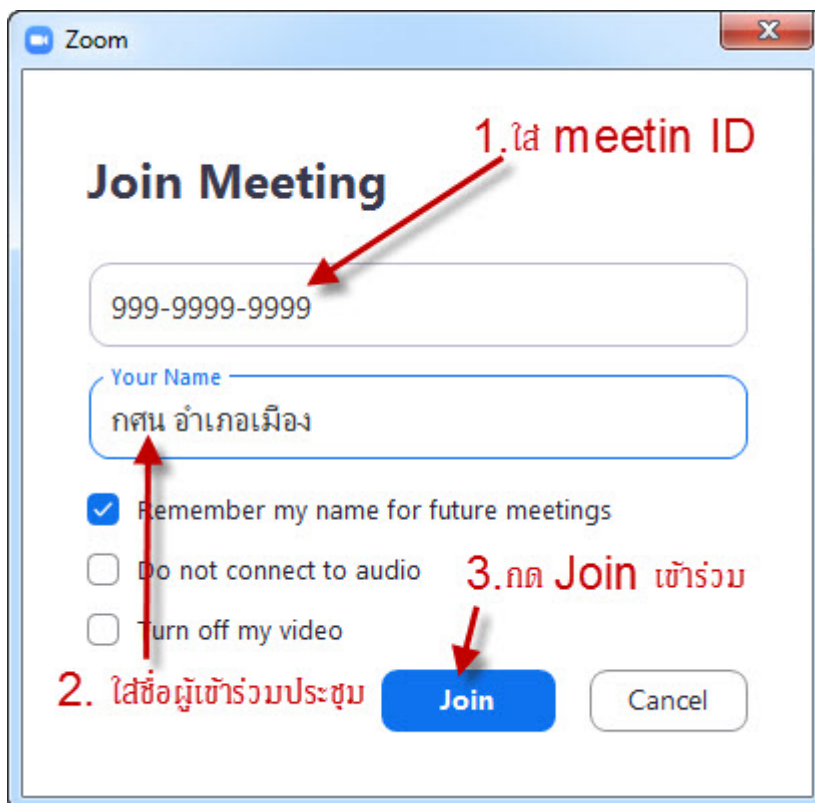 Zoom
1.ใส่ meetin ID
Join Meeting
999-9999-9999
Your Name
กศน อำเภอเมือง
Remember my name for future meetings
Do not connect to audio
3.กด Join เข้าร่วม
Turn off my video
2. ใส่ชื่อผู้เข้าร่วมประชุม
Join
Cancel